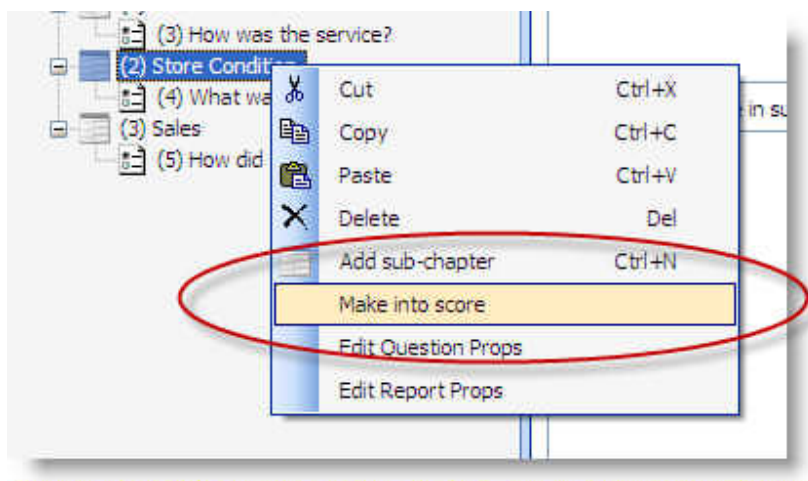 (3) How was the service?
(2) Store Condition
(4) What wa
(3) Sales
(5) How did
in su
Cut Ctrl+X
Copy Ctrl+C
Paste Ctrl+V
Delete Del
Add sub-chapter Ctrl+N
Make into score
Edit Question Props
Edit Report Props